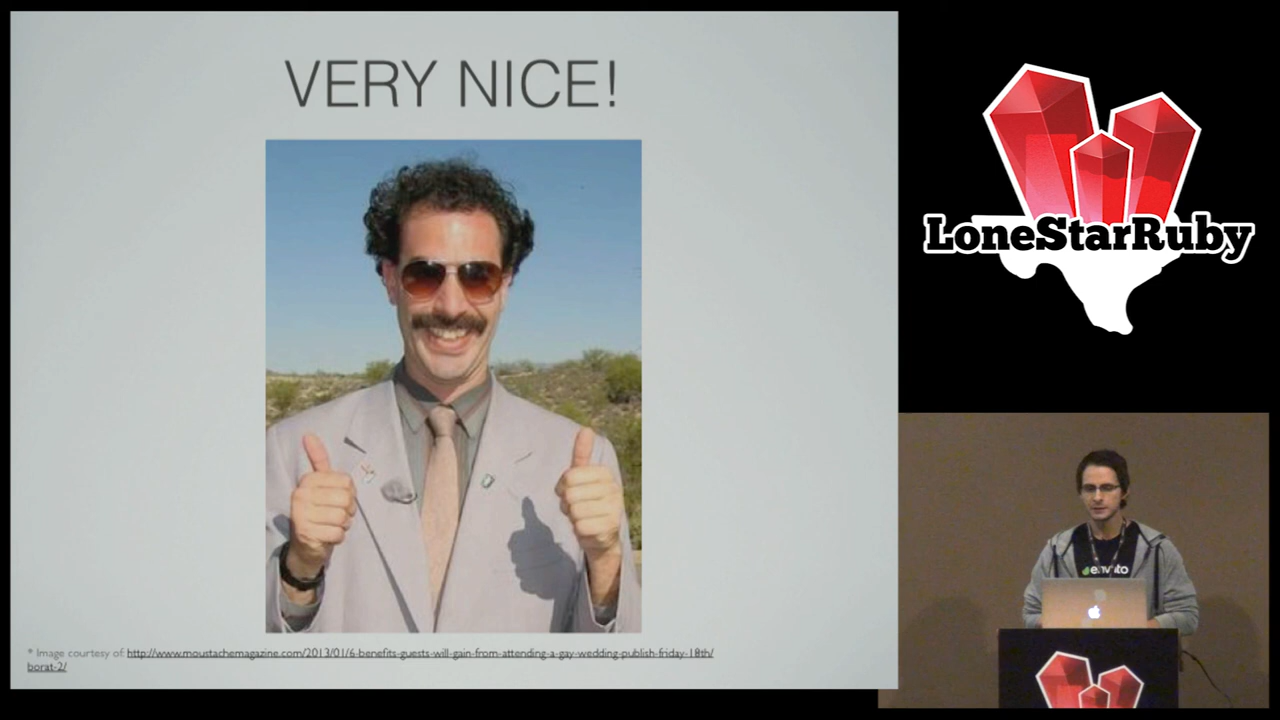 VERY NICE!
* Image courtesy of: http://www.moustachemagazine.com/2013/01/6-benefits-guests-will-gain-from-attending-a-gay-wedding-publish-friday-18th/
borat-2/
LoneStarRuby
envato